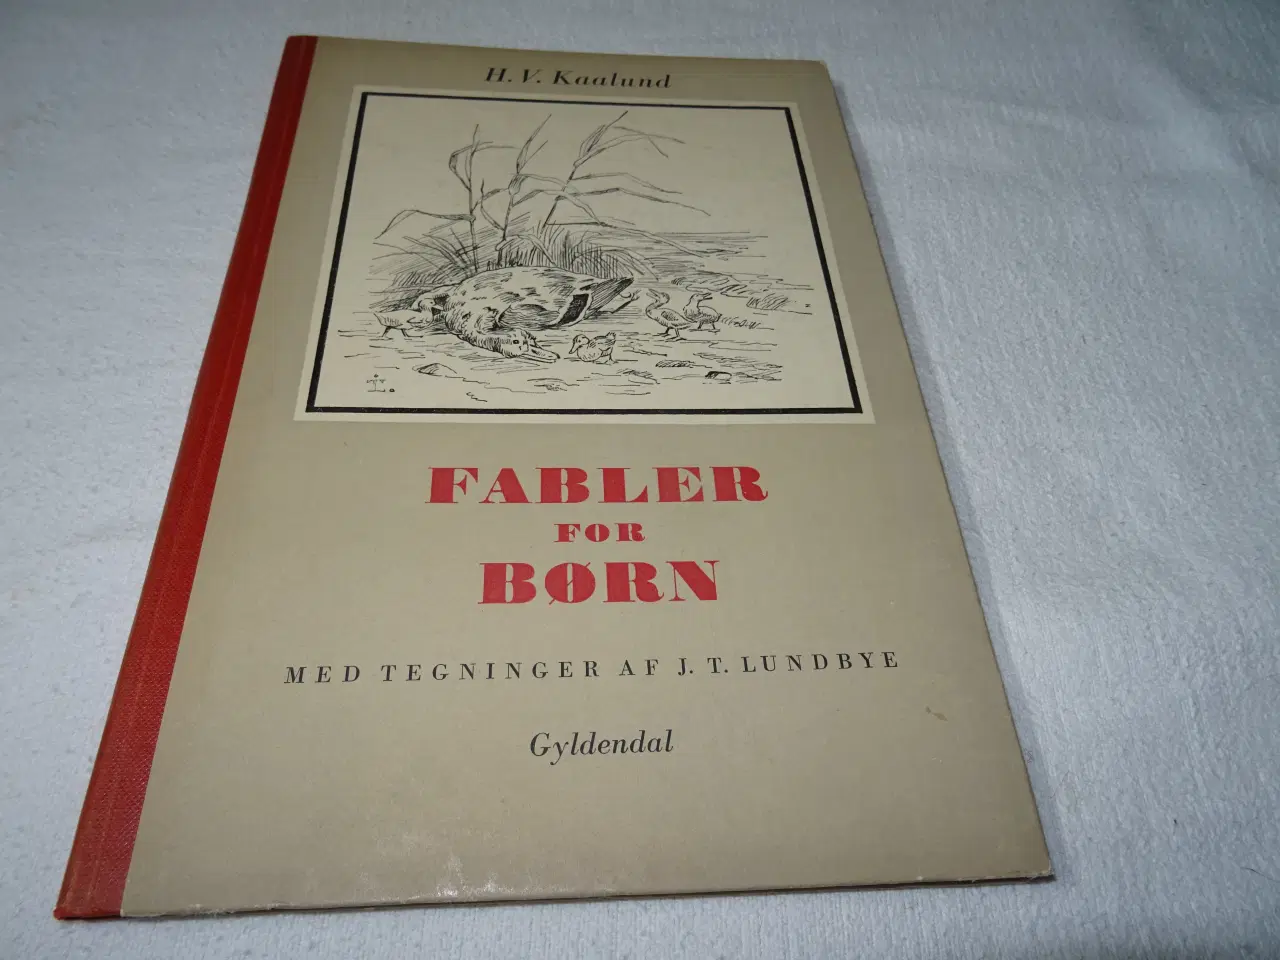 H. V. Kaalund
FABLER
FOR
BØRN
MED TEGNINGER AF J. T. LUNDBYE
Gyldendal